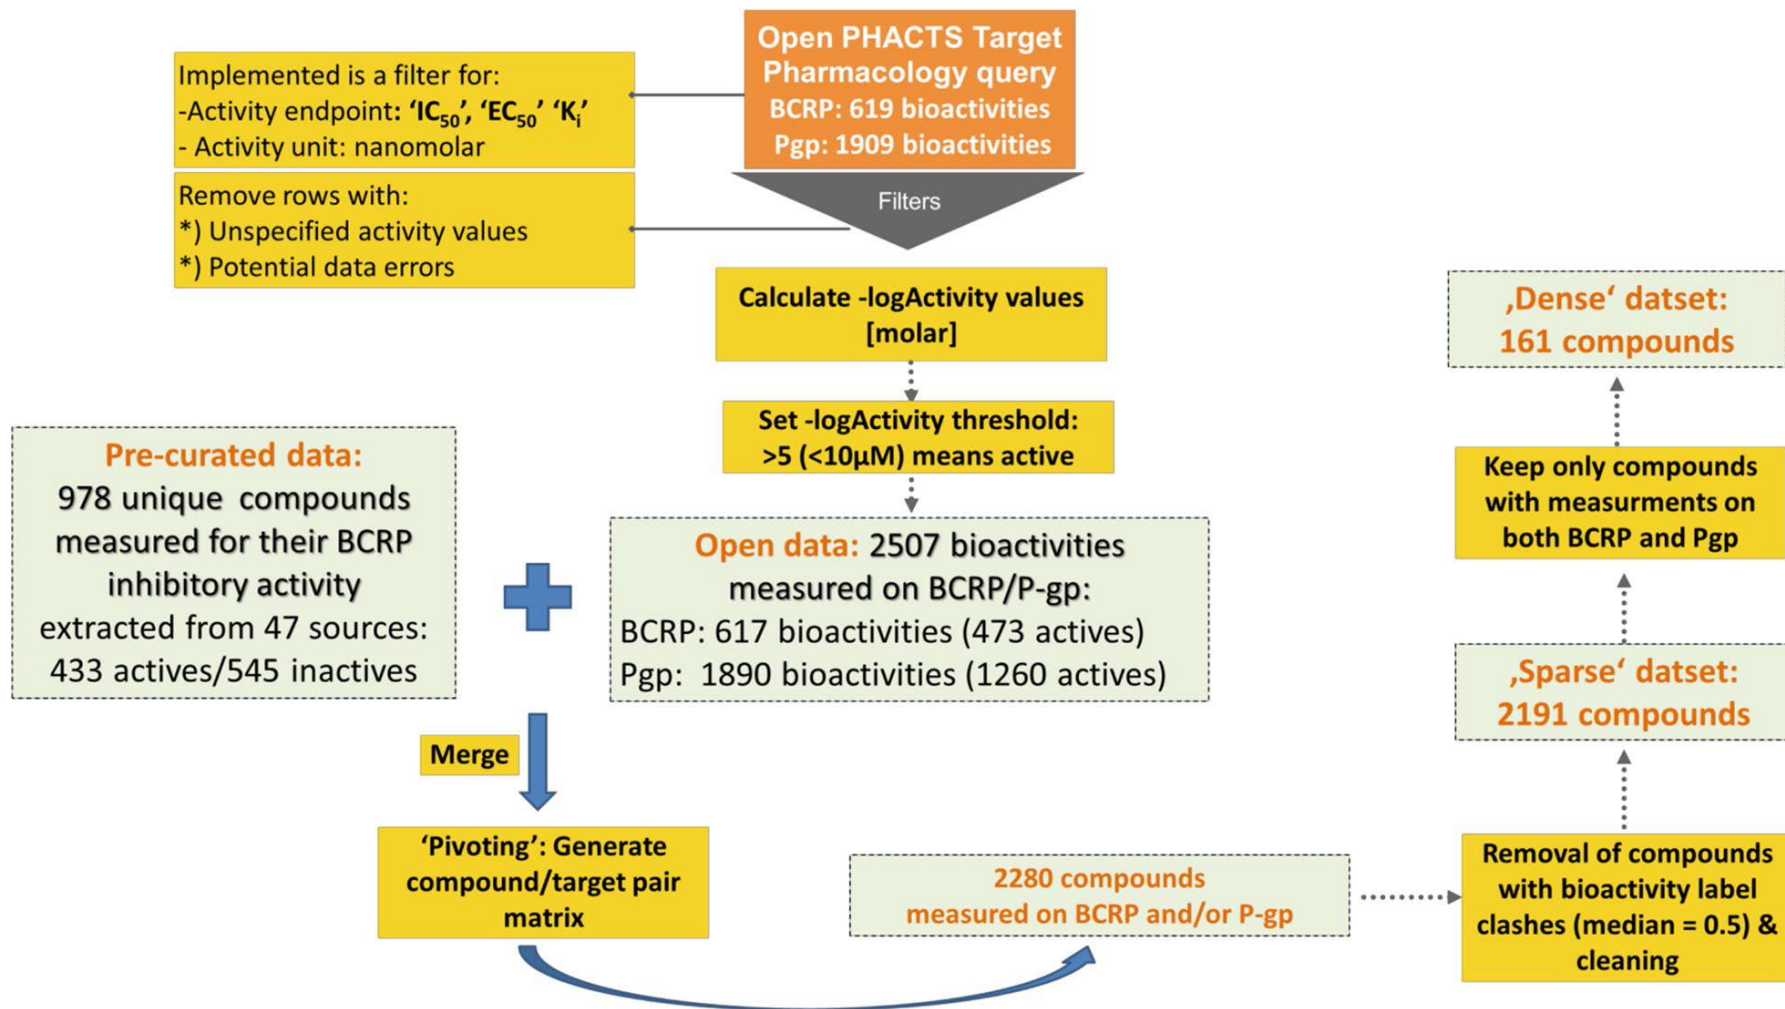 Open PHACTS Target
Pharmacology query
BCRP: 619 bioactivities
Pgp: 1909 bioactivities
Implemented is a filter for:
-Activity endpoint: ‘IC50’, ‘EC50’ ‘Ki’
- Activity unit: nanomolar
Remove rows with:
*) Unspecified activity values
*) Potential data errors
Filters
Calculate -logActivity values
[molar]
Set -logActivity threshold:
>5 (<10µM) means active
Pre-curated data:
978 unique compounds
measured for their BCRP
inhibitory activity
extracted from 47 sources:
433 actives/545 inactives
Open data: 2507 bioactivities
measured on BCRP/P-gp:
BCRP: 617 bioactivities (473 actives)
Pgp: 1890 bioactivities (1260 actives)
Merge
‘Pivoting’: Generate
compound/target pair
matrix
2280 compounds
measured on BCRP and/or P-gp
Removal of compounds
with bioactivity label
clashes (median = 0.5) &
cleaning
‚Sparse‘ datset:
2191 compounds
Keep only compounds
with measurments on
both BCRP and Pgp
‚Dense‘ datset:
161 compounds